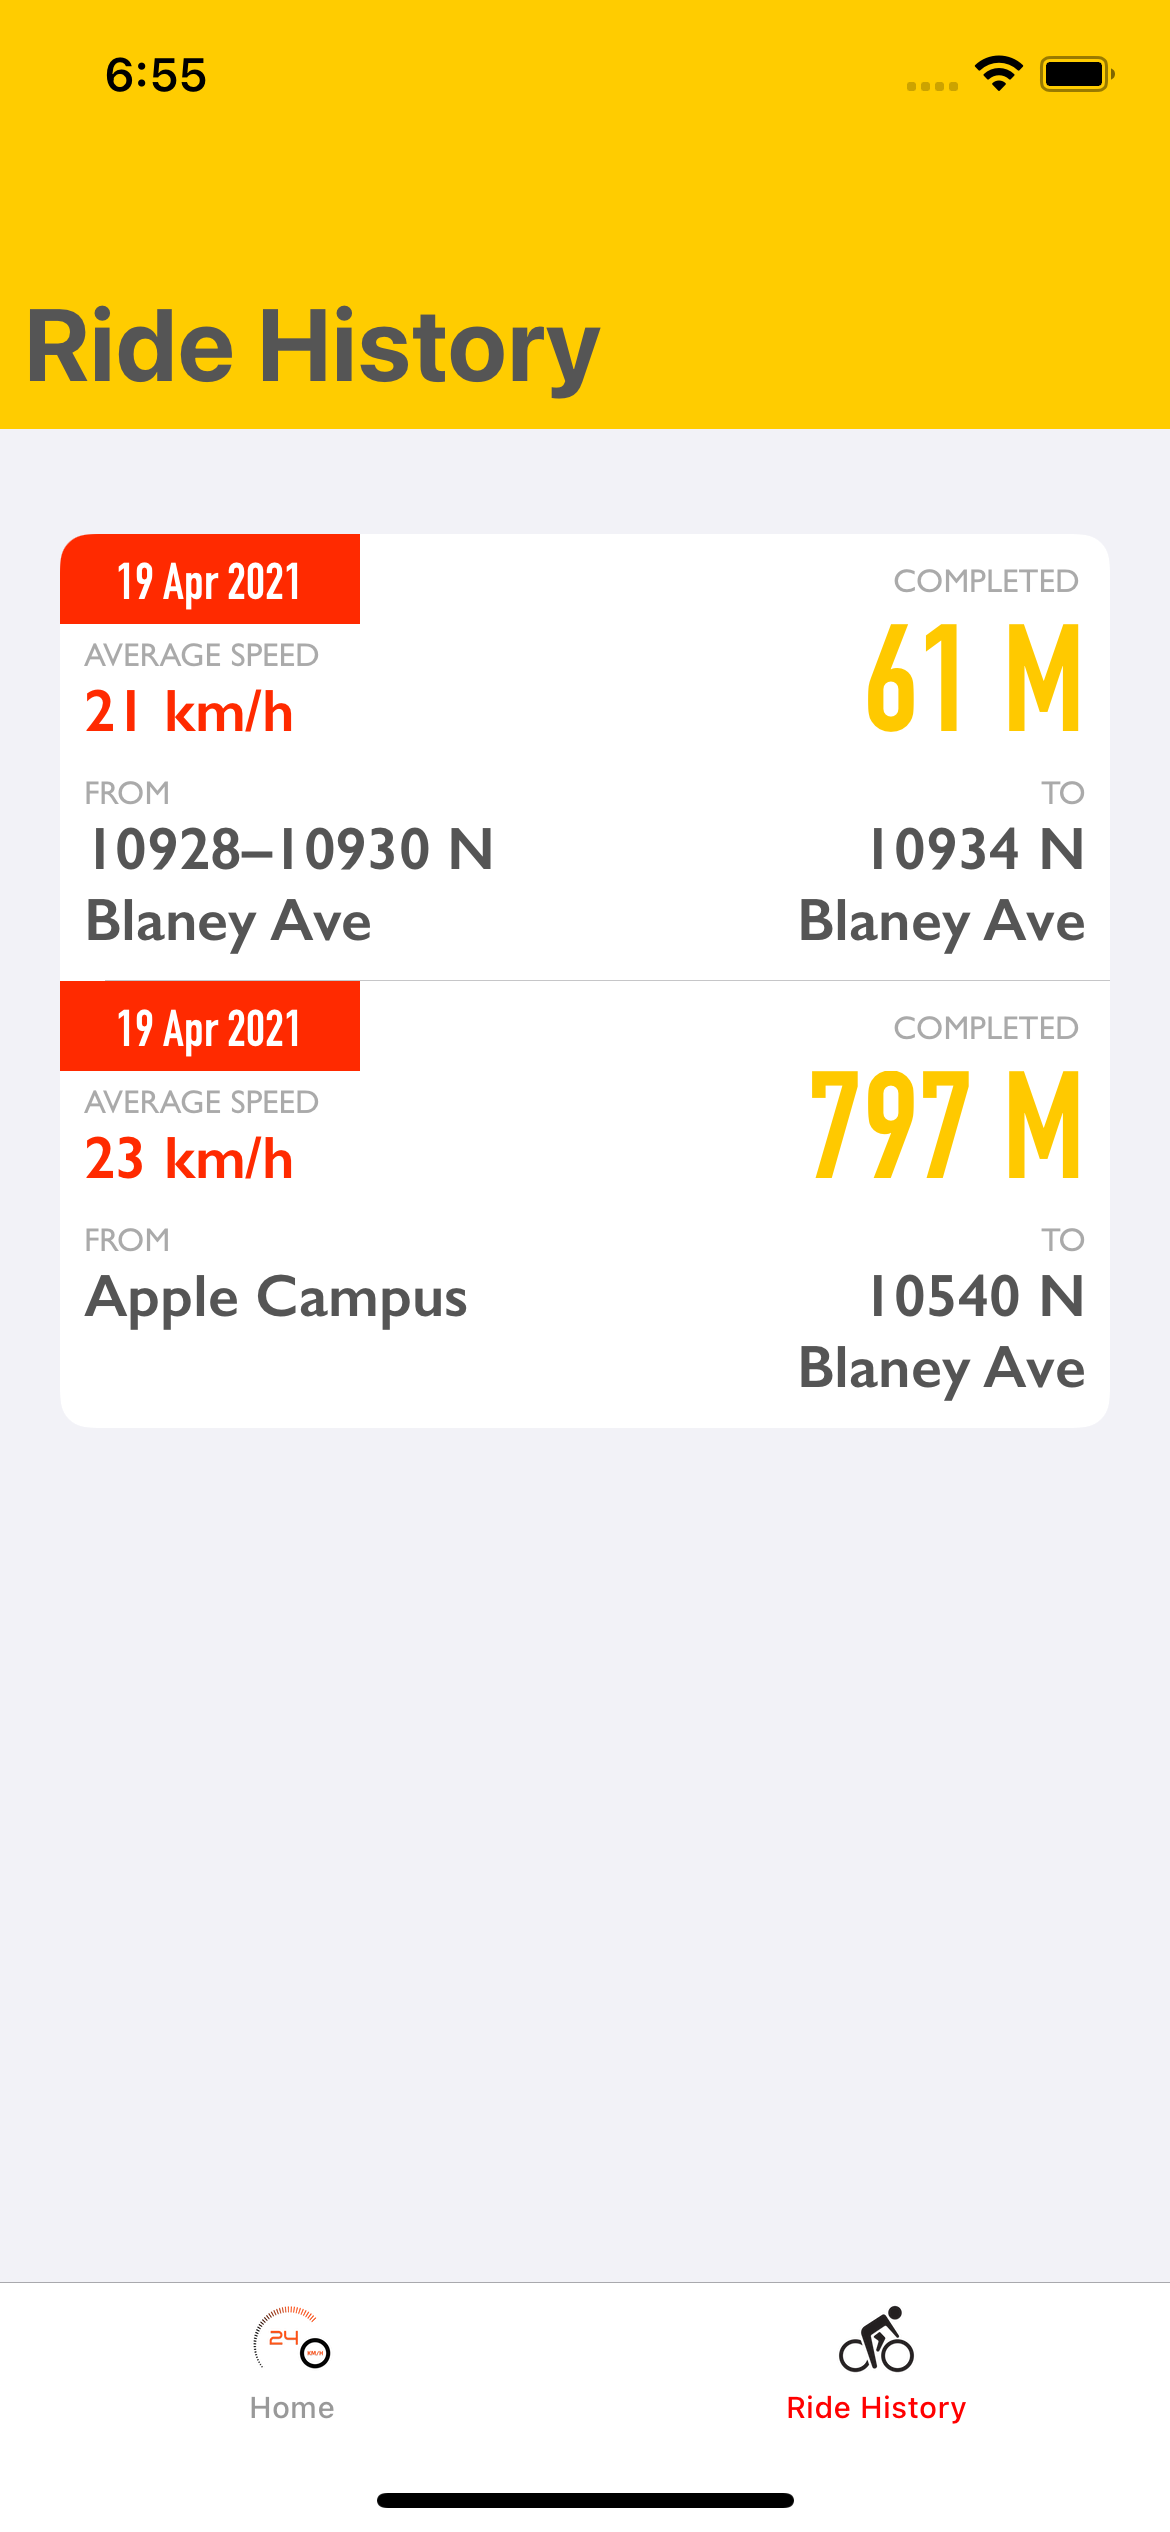 6:55
Ride History
19 Apr 2021
COMPLETED
AVERAGE SPEED
61 M
21 km/h
FROM
TO
10928–10930 N
10934 N
Blaney Ave
Blaney Ave
19 Apr 2021
COMPLETED
AVERAGE SPEED
797 M
23 km/h
FROM
TO
Apple Campus
10540 N
Blaney Ave
24
KM/H
Home
Ride History